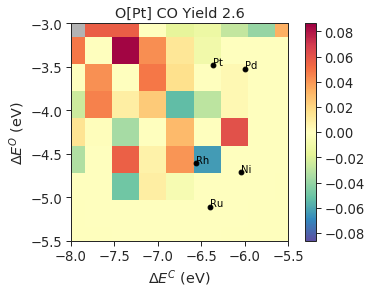 O[Pt] CO Yield 2.6
−3.0
−3.5
−4.0
−4.5
−5.0
−5.5
ΔE^O (eV)
Pt
Pd
Rh
Ni
Ru
−8.0 −7.5 −7.0 −6.5 −6.0 −5.5
ΔE^C (eV)
0.08
0.06
0.04
0.02
0.00
−0.02
−0.04
−0.06
−0.08